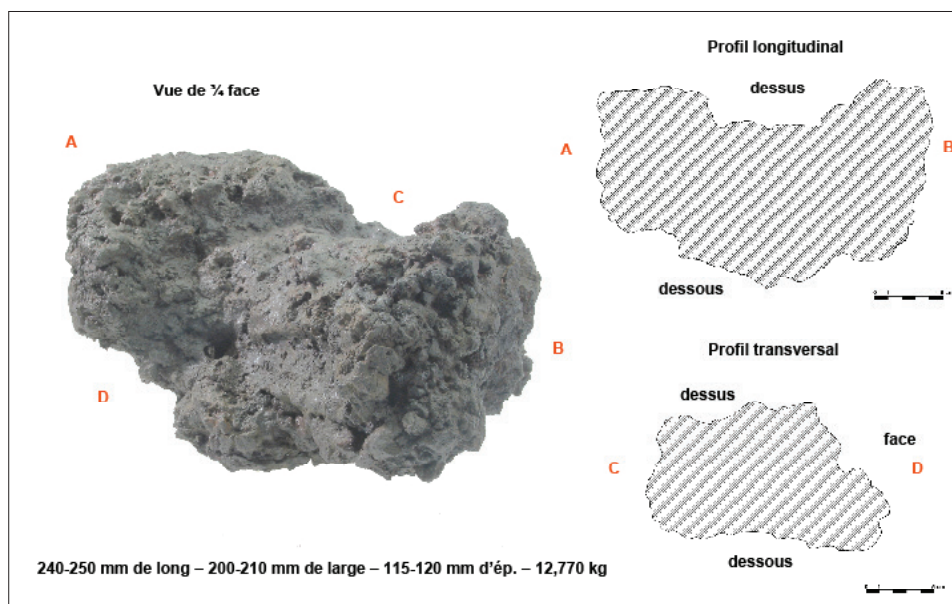 Vue de ¾ face
A
C
B
D
Profil longitudinal
dessus
A
B
dessous
Profil transversal
dessus
face
C
D
dessous
240-250 mm de long – 200-210 mm de large – 115-120 mm d'ép. – 12,770 kg